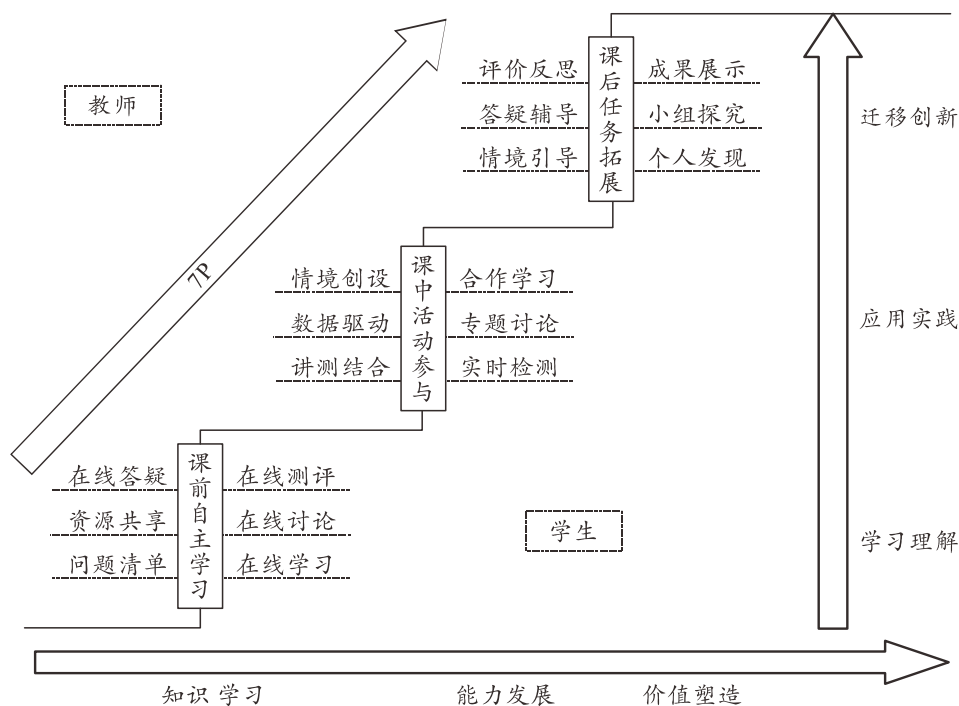 教师
7P
评价反思
答疑辅导
情境引导
课后任务拓展
成果展示
小组探究
个人发现
迁移创新
情境创设
数据驱动
讲测结合
课中活动参与
合作学习
专题讨论
实时检测
应用实践
在线答疑
资源共享
问题清单
课前自主学习
在线测评
在线讨论
在线学习
学生
学习理解
知识学习
能力发展
价值塑造